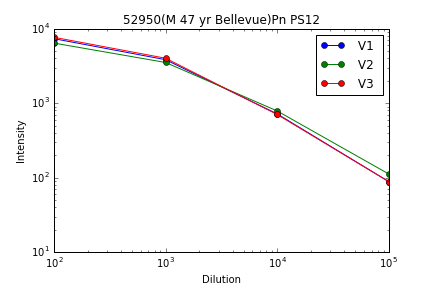 52950(M 47 yr Bellevue)Pn PS12
10^4
10^3
10^2
10^1
Intensity
V1
V2
V3
10^2 10^3 10^4 10^5
Dilution